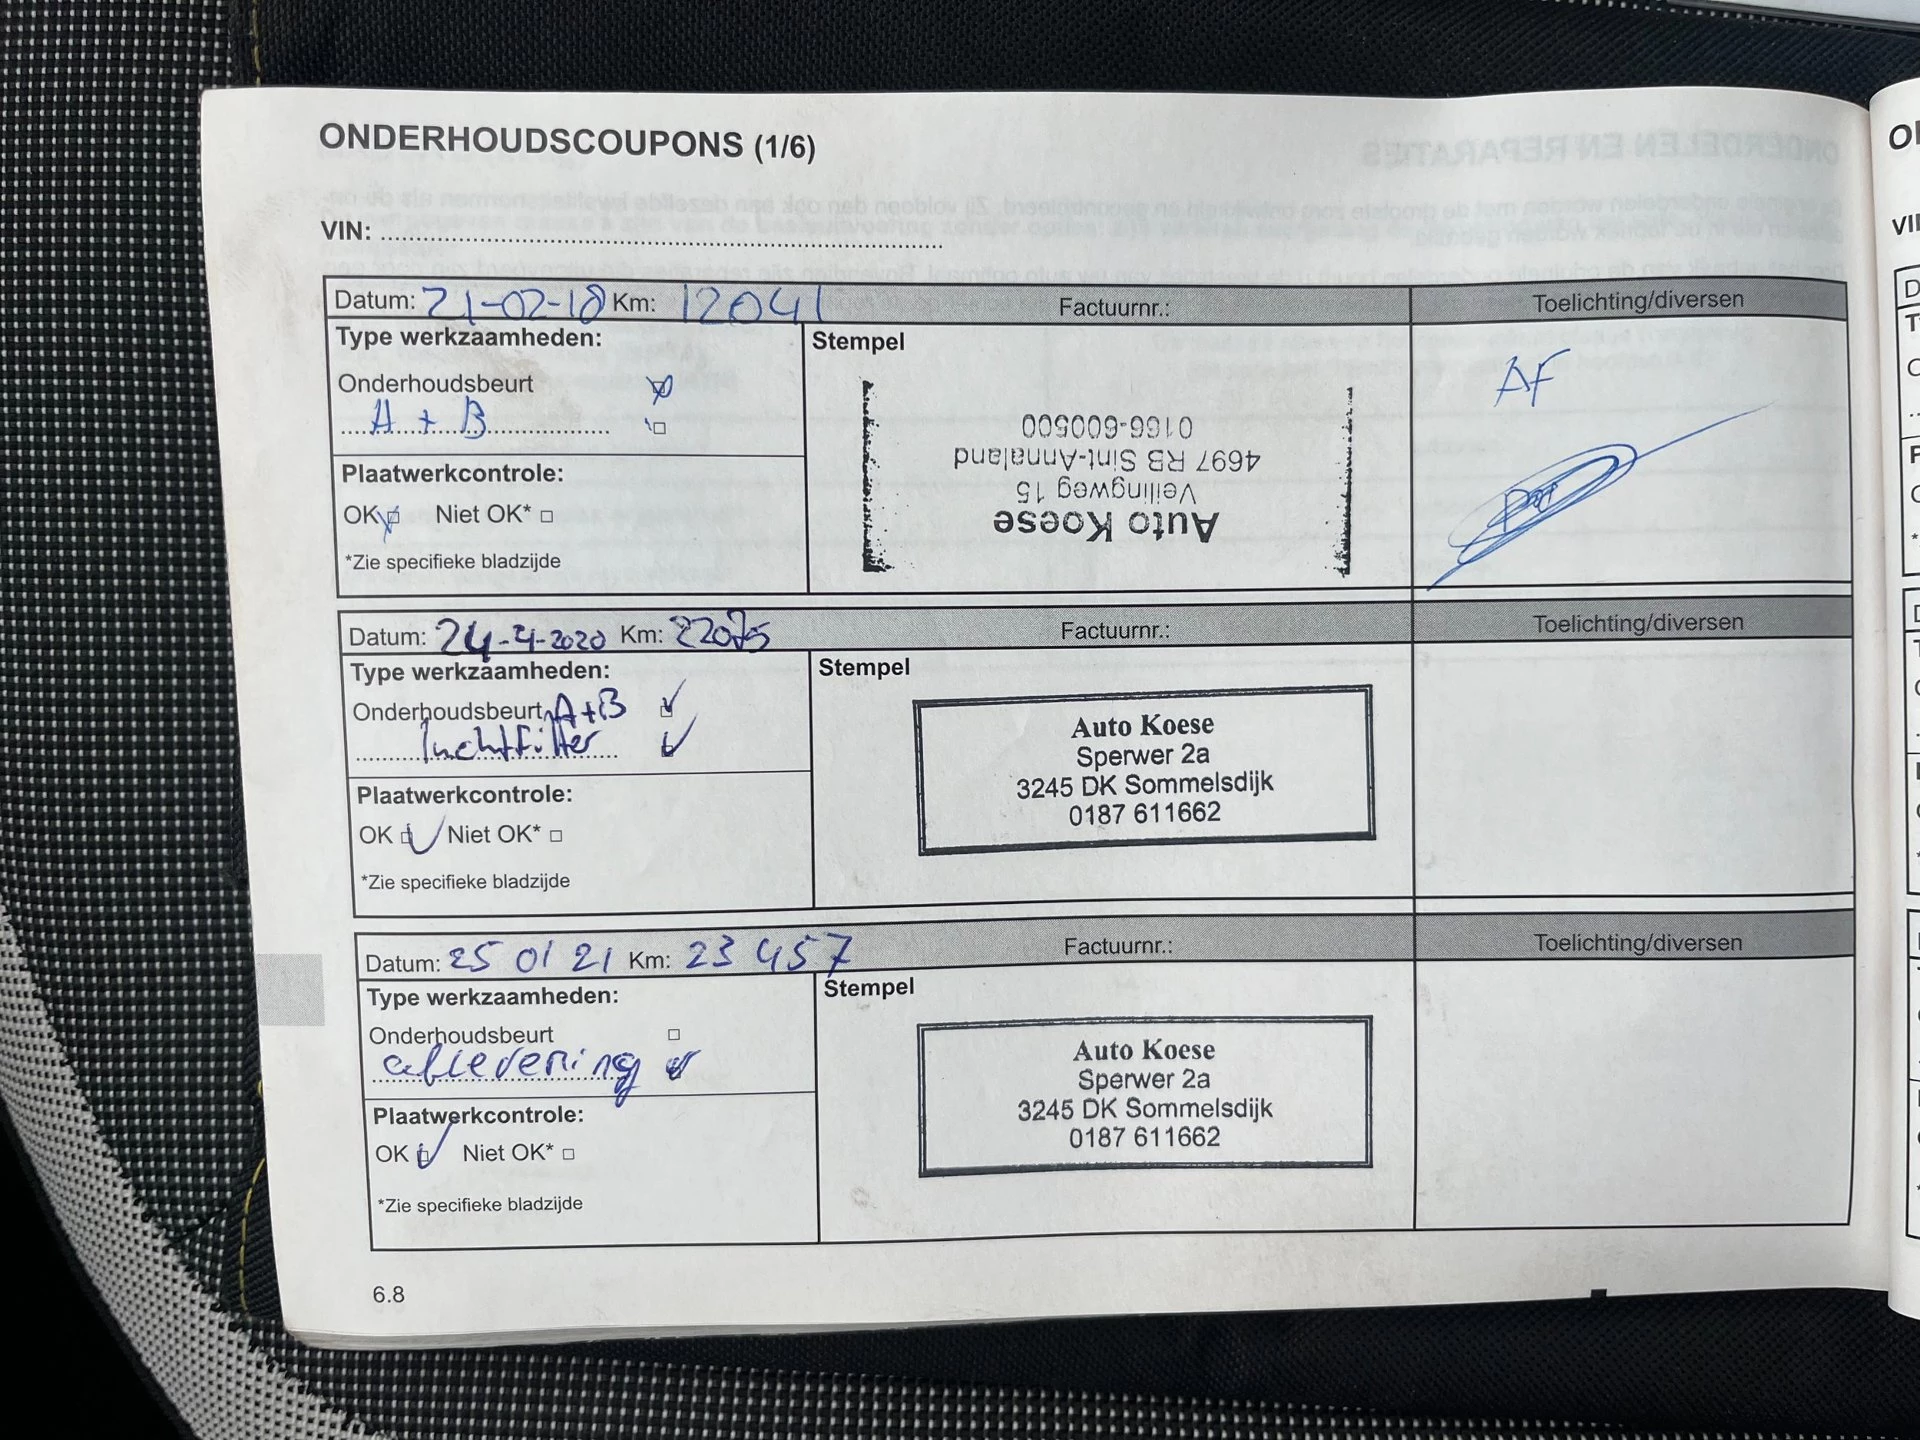 ONDERHOUDSCOUPONS (1/6)
VIN:
Datum: 21-02-18 Km: 12041 Factuurnr.: Toelichting/diversen
Type werkzaamheden:
Onderhoudsbeurt
A + B
Plaatwerkcontrole:
OK Niet OK*
*Zie specifieke bladzijde
Stempel
Auto Koese
Veilingweg 15
4697 RB Sint-Annaland
0166-600500
AF
Datum: 24-4-2020 Km: 22075 Factuurnr.: Toelichting/diversen
Type werkzaamheden:
Onderhoudsbeurt A+B
luchtfilter
Plaatwerkcontrole:
OK Niet OK*
*Zie specifieke bladzijde
Stempel
Auto Koese
Sperwer 2a
3245 DK Sommelsdijk
0187 611662
Datum: 25 01 21 Km: 23 457 Factuurnr.: Toelichting/diversen
Type werkzaamheden:
Onderhoudsbeurt
aflevering
Plaatwerkcontrole:
OK Niet OK*
*Zie specifieke bladzijde
Stempel
Auto Koese
Sperwer 2a
3245 DK Sommelsdijk
0187 611662
6.8